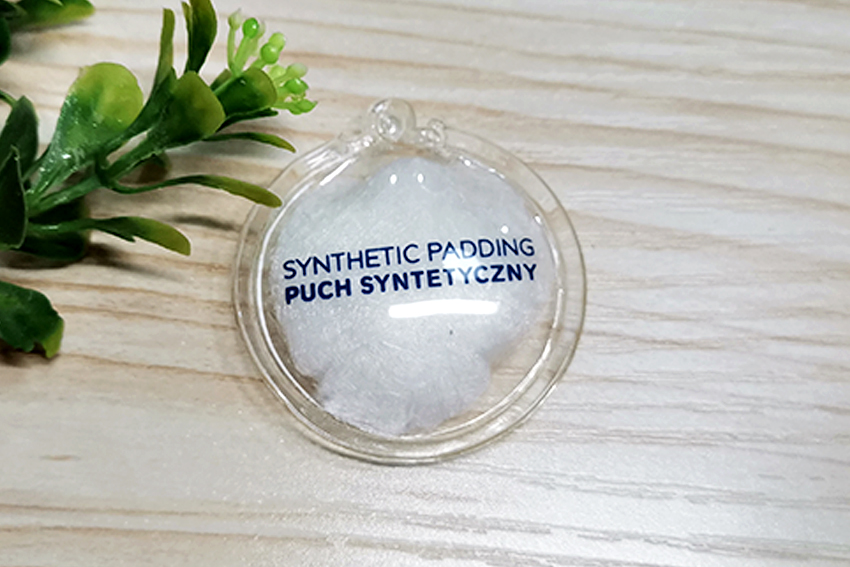 SYNTHETIC PADDING
PUCH SYNTETYCZNY